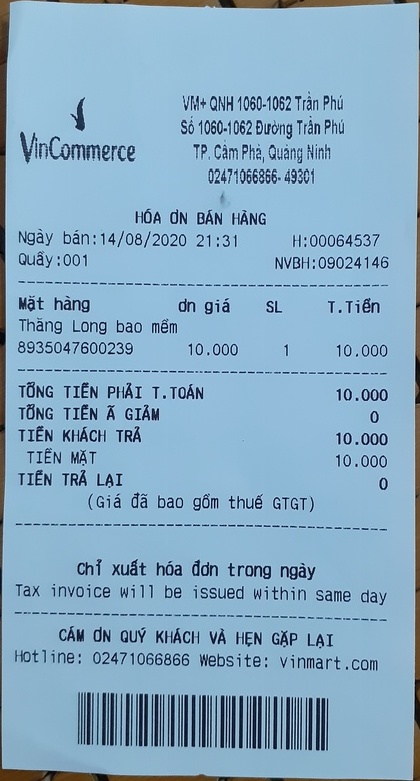 VinCommerce
VM+ QNH 1060-1062 Trần Phú
Số 1060-1062 Đường Trần Phú
TP. Cẩm Phả, Quảng Ninh
02471066866- 49301
HÓA ƠN BÁN HÀNG
Ngày bán:14/08/2020 21:31 H:00064537
Quầy:001 NVBH:09024146
Mặt hàng ơn giá SL T.Tiền
Thăng Long bao mềm
8935047600239 10.000 1 10.000
TỔNG TIỀN PHẢI T.TOÁN 10.000
TỔNG TIỀN Ã GIẢM 0
TIỀN KHÁCH TRẢ 10.000
TIỀN MẶT 10.000
TIỀN TRẢ LẠI 0
(Giá đã bao gồm thuế GTGT)
Chỉ xuất hóa đơn trong ngày
Tax invoice will be issued within same day
CẢM ƠN QUÝ KHÁCH VÀ HẸN GẶP LẠI
Hotline: 02471066866 Website: vinmart.com